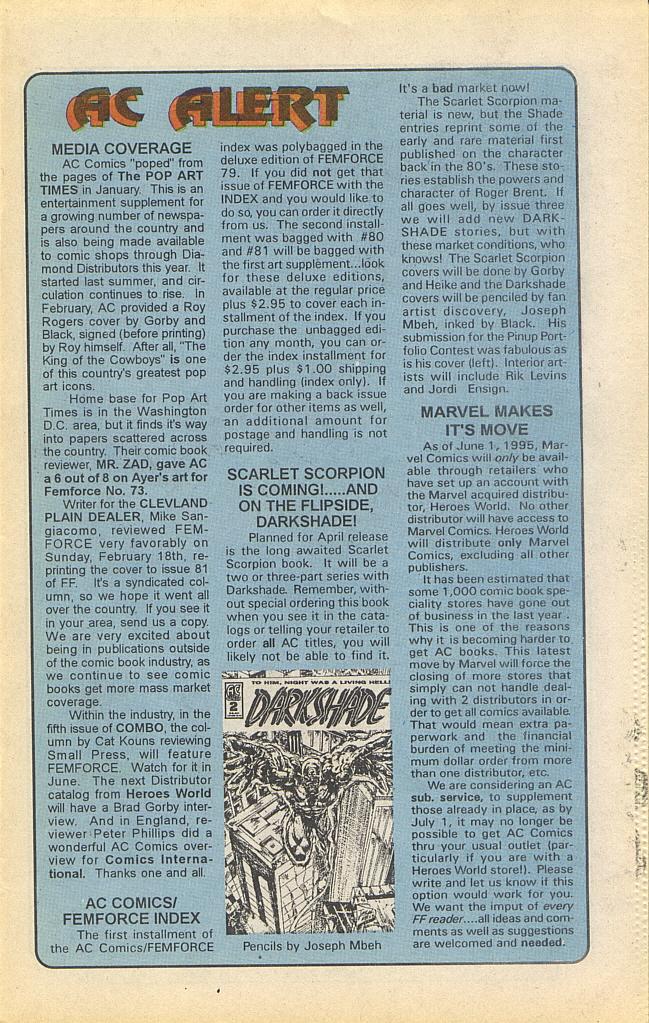 AC ALERT
MEDIA COVERAGE
AC Comics "poped" from
the pages of The POP ART
TIMES in January. This is an
entertainment supplement for
a growing number of newspa-
pers around the country and
is also being made available
to comic shops through Dia-
mond Distributors this year. It
started last summer, and cir-
culation continues to rise. In
February, AC provided a Roy
Rogers cover by Gorby and
Black, signed (before printing)
by Roy himself. After all, "The
King of the Cowboys" is one
of this country's greatest pop
art icons.
Home base for Pop Art
Times is in the Washington
D.C. area, but it finds it's way
into papers scattered across
the country. Their comic book
reviewer, MR. ZAD, gave AC
a 6 out of 8 on Ayer's art for
Femforce No. 73.
Writer for the CLEVLAND
PLAIN DEALER, Mike San-
giacomo, reviewed FEM-
FORCE very favorably on
Sunday, February 18th, re-
printing the cover to issue 81
of FF. It's a syndicated col-
umn, so we hope it went all
over the country. If you see it
in your area, send us a copy.
We are very excited about
being in publications outside
of the comic book industry, as
we continue to see comic
books get more mass market
coverage.
Within the industry, in the
fifth issue of COMBO, the col-
umn by Cat Kouns reviewing
Small Press, will feature
FEMFORCE. Watch for it in
June. The next Distributor
catalog from Heroes World
will have a Brad Gorby inter-
view. And in England, re-
viewer Peter Phillips did a
wonderful AC Comics over-
view for Comics Interna-
tional. Thanks one and all.
AC COMICS/
FEMFORCE INDEX
The first installment of
the AC Comics/FEMFORCE
index was polybagged in the
deluxe edition of FEMFORCE
79. If you did not get that
issue of FEMFORCE with the
INDEX and you would like to
do so, you can order it directly
from us. The second install-
ment was bagged with #80
and #81 will be bagged with
the first art supplement...look
for these deluxe editions,
available at the regular price
plus $2.95 to cover each in-
stallment of the index. If you
purchase the unbagged edi-
tion any month, you can or-
der the index installment for
$2.95 plus $1.00 shipping
and handling (index only). If
you are making a back issue
order for other items as well,
an additional amount for
postage and handling is not
required.
SCARLET SCORPION
IS COMING!.....AND
ON THE FLIPSIDE,
DARKSHADE!
Planned for April release
is the long awaited Scarlet
Scorpion book. It will be a
two or three-part series with
Darkshade. Remember, with-
out special ordering this book
when you see it in the cata-
logs or telling your retailer to
order all AC titles, you will
likely not be able to find it.
TO HIM, NIGHT WAS A LIVING HELL!
AC
2
DARKSHADE
Pencils by Joseph Mbeh
It's a bad market now!
The Scarlet Scorpion ma-
terial is new, but the Shade
entries reprint some of the
early and rare material first
published on the character
back in the 80's. These sto-
ries establish the powers and
character of Roger Brent. If
all goes well, by issue three
we will add new DARK-
SHADE stories, but with
these market conditions, who
knows! The Scarlet Scorpion
covers will be done by Gorby
and Heike and the Darkshade
covers will be penciled by fan
artist discovery, Joseph
Mbeh, inked by Black. His
submission for the Pinup Port-
folio Contest was fabulous as
is his cover (left). Interior art-
ists will include Rik Levins
and Jordi Ensign.
MARVEL MAKES
IT'S MOVE
As of June 1, 1995, Mar-
vel Comics will only be avail-
able through retailers who
have set up an account with
the Marvel acquired distribu-
tor, Heroes World. No other
distributor will have access to
Marvel Comics. Heroes World
will distribute only Marvel
Comics, excluding all other
publishers.
It has been estimated that
some 1,000 comic book spe-
ciality stores have gone out
of business in the last year .
This is one of the reasons
why it is becoming harder to
get AC books. This latest
move by Marvel will force the
closing of more stores that
simply can not handle deal-
ing with 2 distributors in or-
der to get all comics available.
That would mean extra pa-
perwork and the financial
burden of meeting the mini-
mum dollar order from more
than one distributor, etc.
We are considering an AC
sub. service, to supplement
those already in place, as by
July 1, it may no longer be
possible to get AC Comics
thru your usual outlet (par-
ticularly if you are with a
Heroes World store!). Please
write and let us know if this
option would work for you.
We want the imput of every
FF reader....all ideas and com-
ments as well as suggestions
are welcomed and needed.